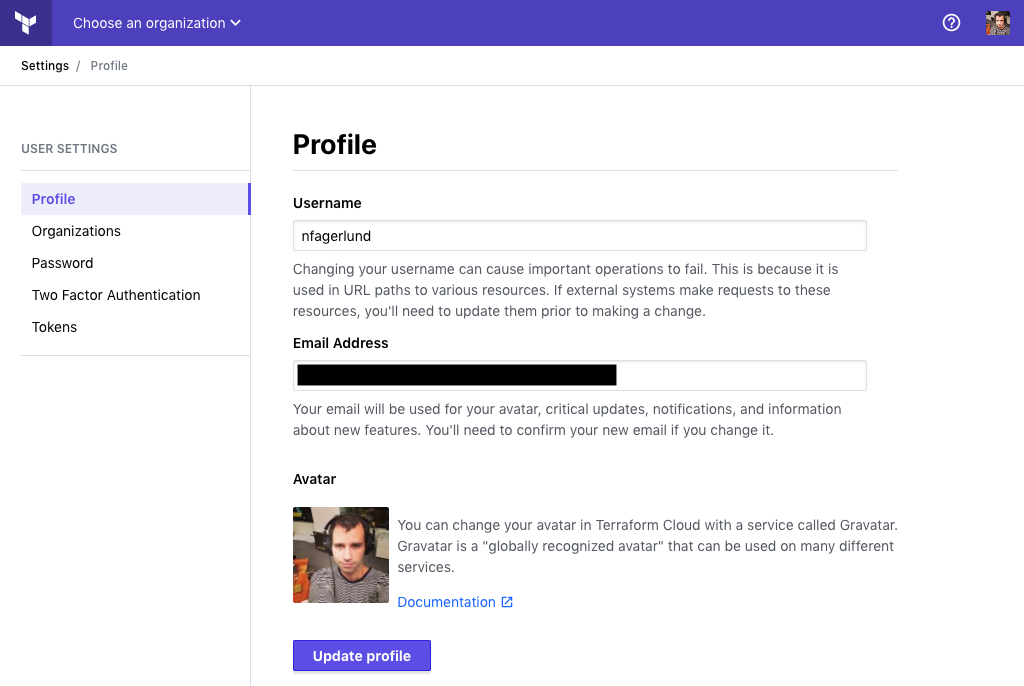 Choose an organization
Settings / Profile
USER SETTINGS
Profile
Organizations
Password
Two Factor Authentication
Tokens
Profile
Username
nfagerlund
Changing your username can cause important operations to fail. This is because it is
used in URL paths to various resources. If external systems make requests to these
resources, you'll need to update them prior to making a change.
Email Address
Your email will be used for your avatar, critical updates, notifications, and information
about new features. You'll need to confirm your new email if you change it.
Avatar
You can change your avatar in Terraform Cloud with a service called Gravatar.
Gravatar is a "globally recognized avatar" that can be used on many different
services.
Documentation
Update profile